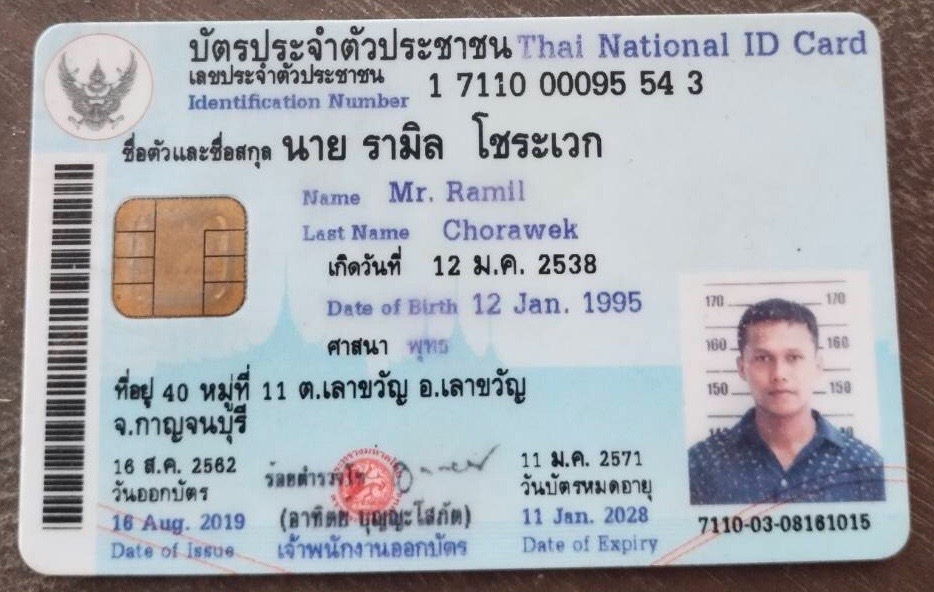 บัตรประจำตัวประชาชน Thai National ID Card
เลขประจำตัวประชาชน
Identification Number 1 7110 00095 54 3
ชื่อตัวและชื่อสกุล นาย รามิล โชระเวก
Name Mr. Ramil
Last Name Chorawek
เกิดวันที่ 12 ม.ค. 2538
Date of Birth 12 Jan. 1995
ศาสนา พุทธ
ที่อยู่ 40 หมู่ที่ 11 ต.เลาขวัญ อ.เลาขวัญ
จ.กาญจนบุรี
170 170
160 160
150 150
16 ส.ค. 2562
วันออกบัตร
16 Aug. 2019
Date of Issue
ร้อยตำรวจโท
(อาทิตย์ บุญญะโสภัต)
เจ้าพนักงานออกบัตร
11 ม.ค. 2571
วันบัตรหมดอายุ
11 Jan. 2028
Date of Expiry
7110-03-08161015